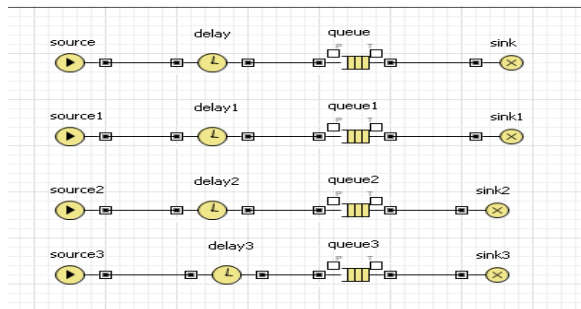 source delay queue sink
P T
source1 delay1 queue1 sink1
T
source2 delay2 queue2 sink2
P T
source3 delay3 queue3 sink3
P T